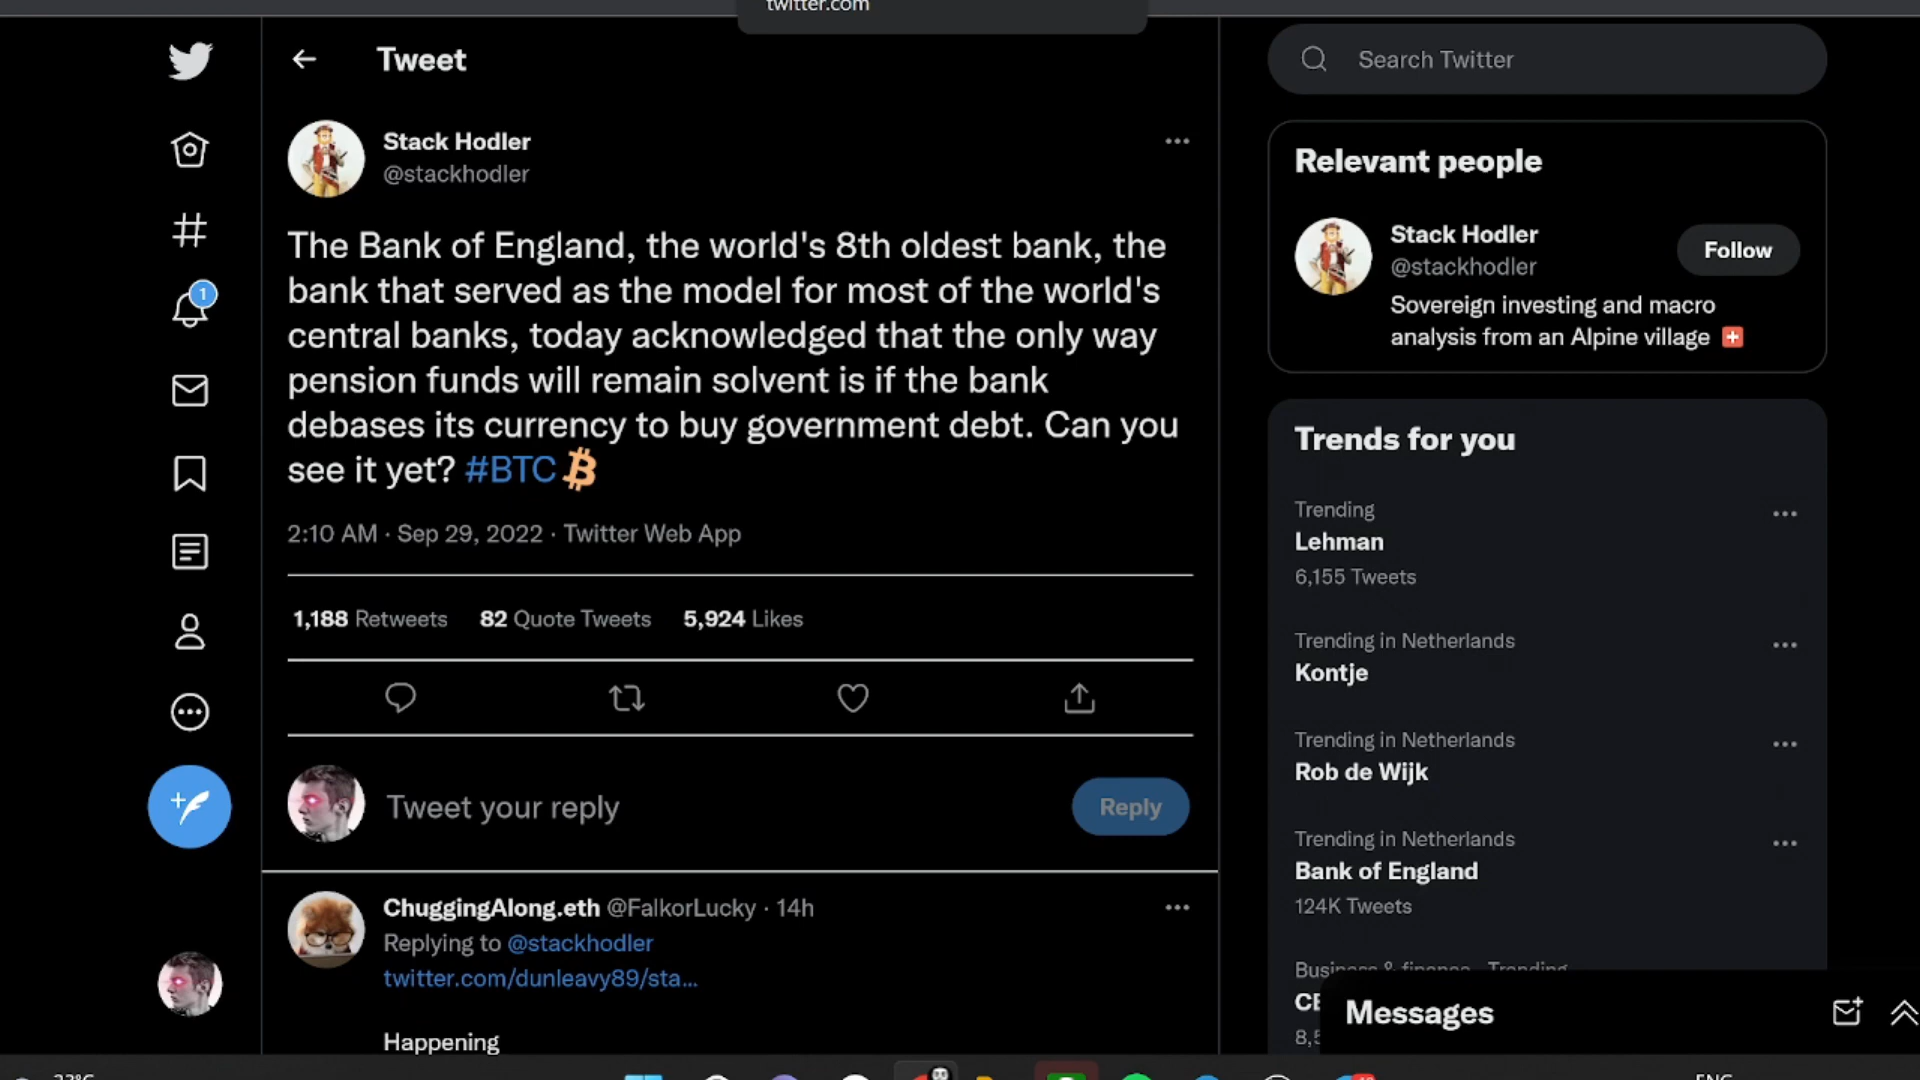 twitter.com
Tweet
Search Twitter
Stack Hodler
@stackhodler
The Bank of England, the world's 8th oldest bank, the
bank that served as the model for most of the world's
central banks, today acknowledged that the only way
pension funds will remain solvent is if the bank
debases its currency to buy government debt. Can you
see it yet? #BTC
2:10 AM · Sep 29, 2022 · Twitter Web App
1,188 Retweets 82 Quote Tweets 5,924 Likes
Tweet your reply
Reply
ChuggingAlong.eth @FalkorLucky · 14h
Replying to @stackhodler
twitter.com/dunleavy89/sta...
Happening
Relevant people
Stack Hodler
@stackhodler
Follow
Sovereign investing and macro
analysis from an Alpine village
Trends for you
Trending
Lehman
6,155 Tweets
Trending in Netherlands
Kontje
Trending in Netherlands
Rob de Wijk
Trending in Netherlands
Bank of England
124K Tweets
Business & finance · Trending
Messages
1
23°C
ENG